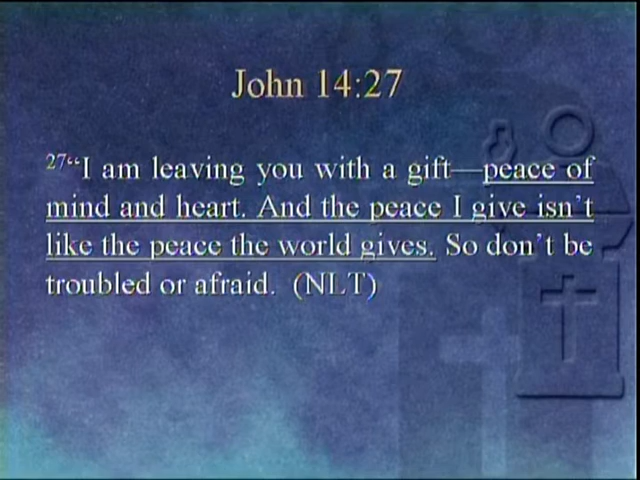 John 14:27
27“I am leaving you with a gift—peace of
mind and heart. And the peace I give isn’t
like the peace the world gives. So don’t be
troubled or afraid. (NLT)